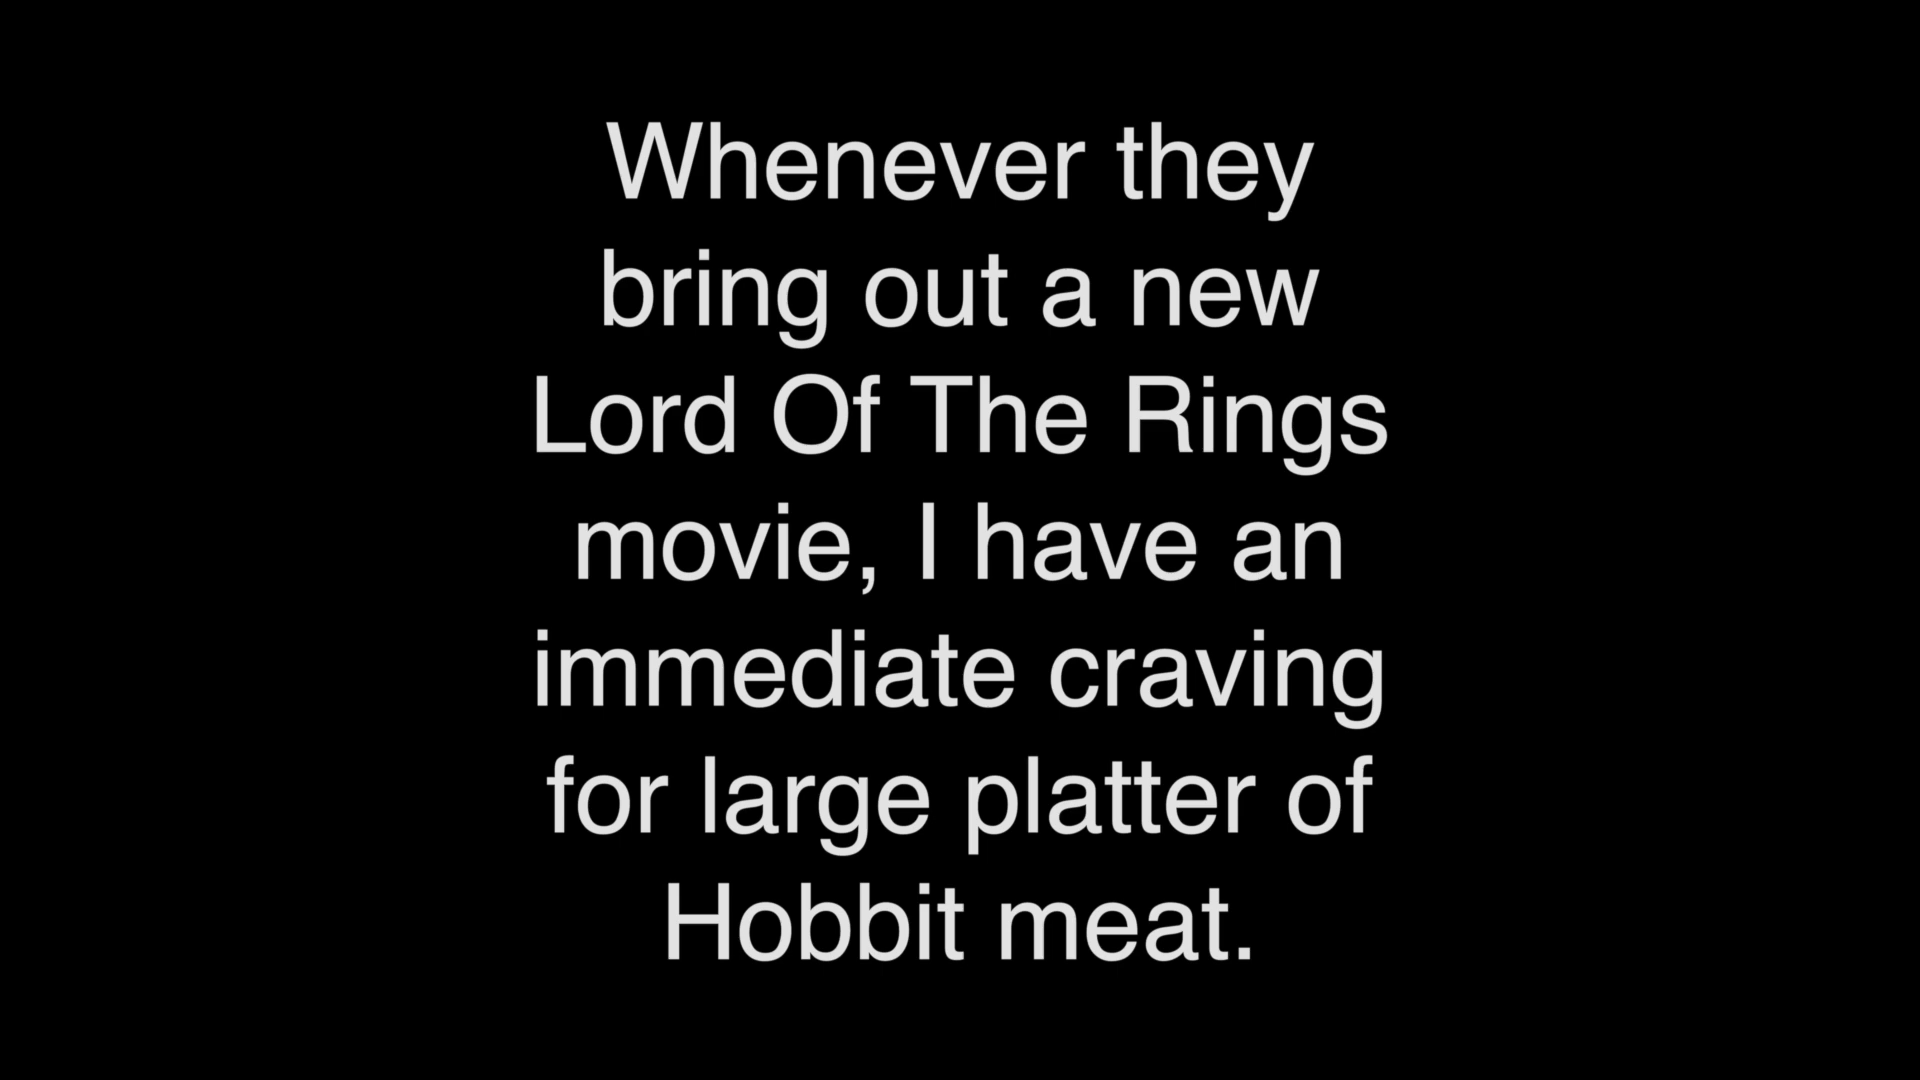 Whenever they
bring out a new
Lord Of The Rings
movie, I have an
immediate craving
for large platter of
Hobbit meat.